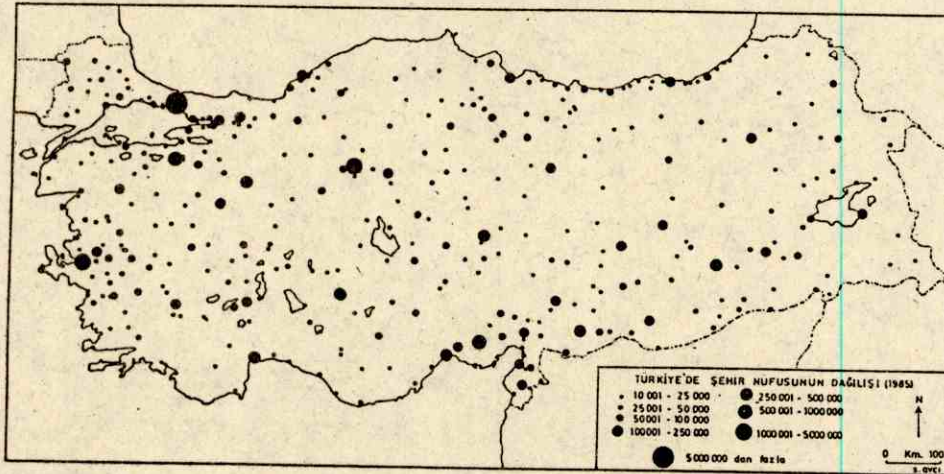 TÜRKİYE'DE ŞEHİR NÜFUSUNUN DAĞILIŞI (1985)
10 001 - 25 000
25 001 - 50 000
50 001 - 100 000
100 001 - 250 000
250 001 - 500 000
500 001 - 1000 000
1000 001 - 5000 000
5 000 000 dan fazla
N
0 Km. 100
S. AVCI